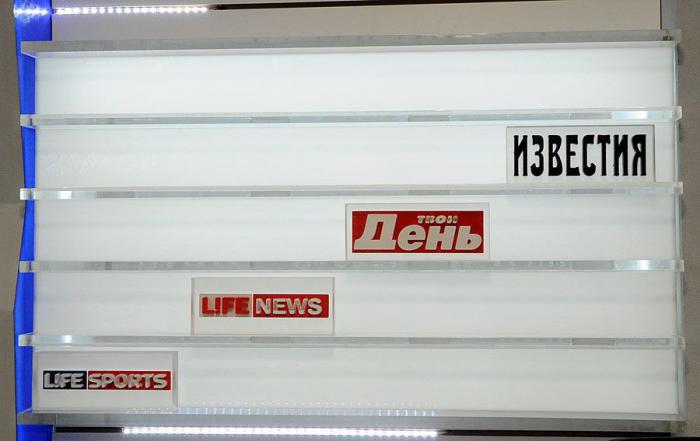 ИЗВЕСТИЯ
ТВОЙ
День
LIFE NEWS
LIFE SPORTS